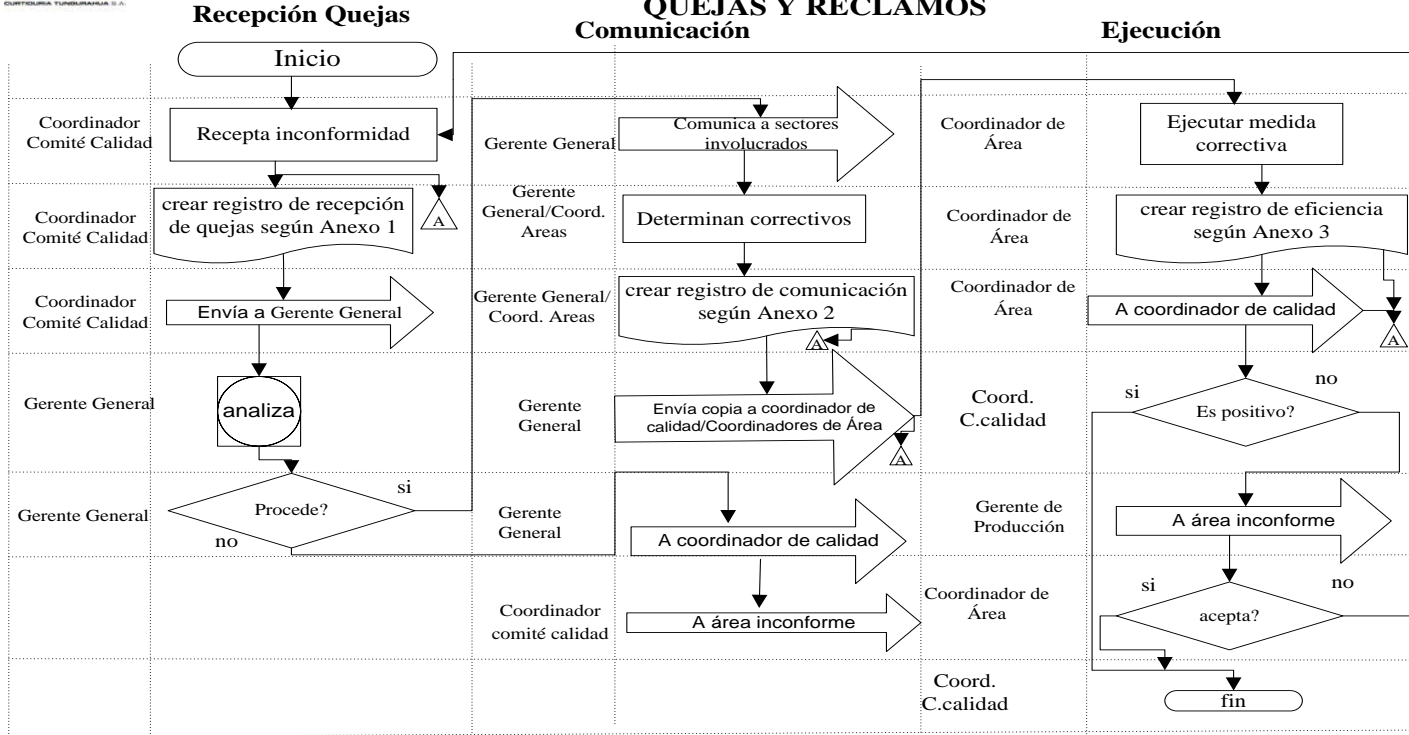 CURTIDURIA TUNGURAHUA S.A.
QUEJAS Y RECLAMOS
Recepción Quejas
Comunicación
Ejecución
Inicio
Coordinador
Comité Calidad
Recepta inconformidad
A
Coordinador
Comité Calidad
crear registro de recepción
de quejas según Anexo 1
Coordinador
Comité Calidad
Envía a Gerente General
Gerente General
analiza
Gerente General
Procede?
si
no
Gerente General
Comunica a sectores
involucrados
Gerente
General/Coord.
Areas
Determinan correctivos
Gerente General/
Coord. Areas
crear registro de comunicación
según Anexo 2
A
Gerente
General
Envía copia a coordinador de
calidad/Coordinadores de Área
A
Gerente
General
A coordinador de calidad
Coordinador
comité calidad
A área inconforme
Coordinador de
Área
Ejecutar medida
correctiva
Coordinador de
Área
crear registro de eficiencia
según Anexo 3
Coordinador de
Área
A coordinador de calidad
A
Coord.
C.calidad
si
no
Es positivo?
Gerente de
Producción
A área inconforme
Coordinador de
Área
si
no
acepta?
Coord.
C.calidad
fin